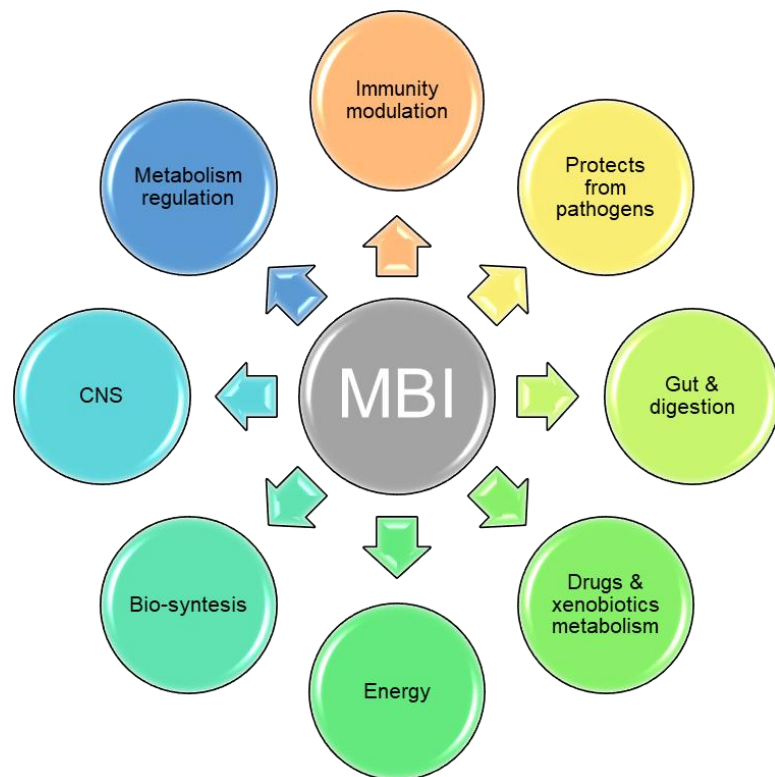 Immunity
modulation
Protects
from
pathogens
Gut &
digestion
Drugs &
xenobiotics
metabolism
Energy
Bio-syntesis
CNS
Metabolism
regulation
MBI